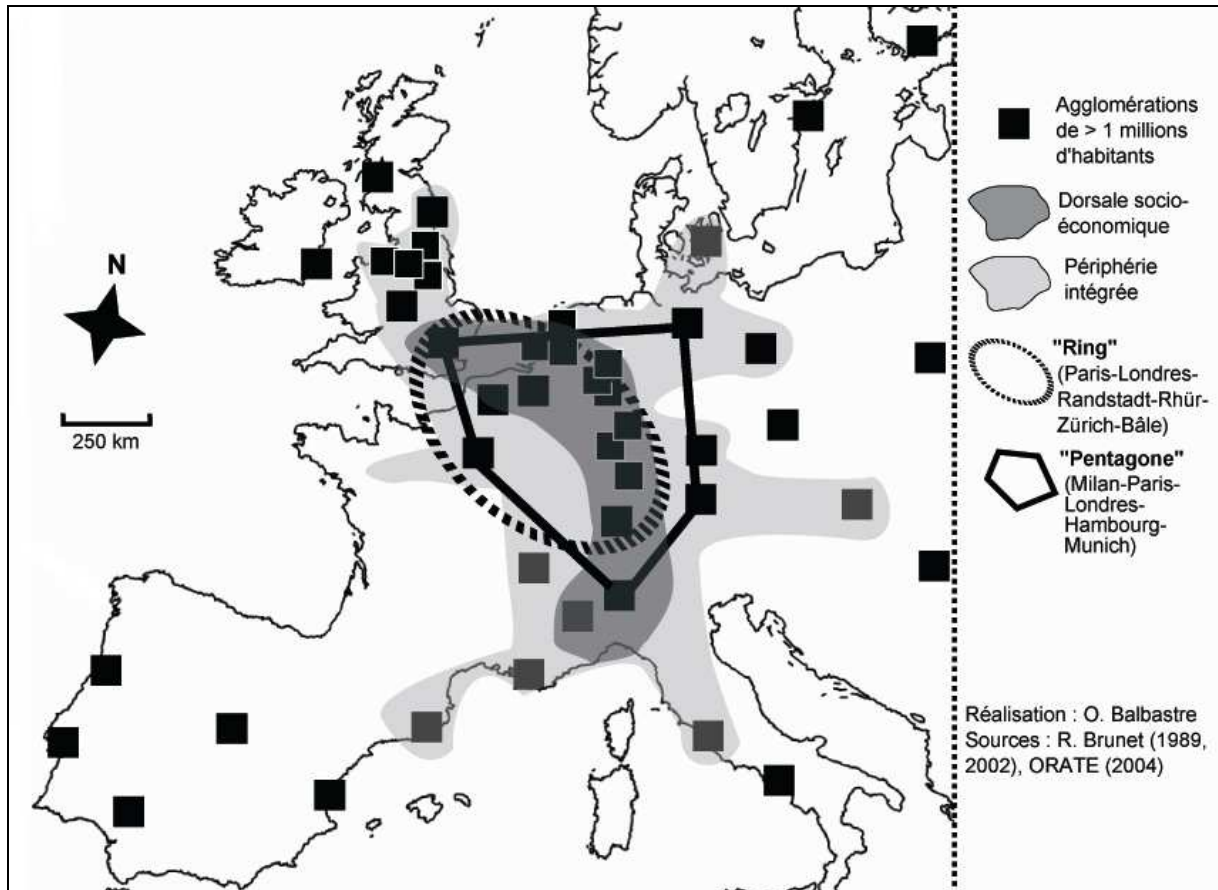 N
250 km
Agglomérations
de > 1 millions
d'habitants
Dorsale socio-
économique
Périphérie
intégrée
"Ring"
(Paris-Londres-
Randstadt-Rhür-
Zürich-Bâle)
"Pentagone"
(Milan-Paris-
Londres-
Hambourg-
Munich)
Réalisation : O. Balbastre
Sources : R. Brunet (1989,
2002), ORATE (2004)